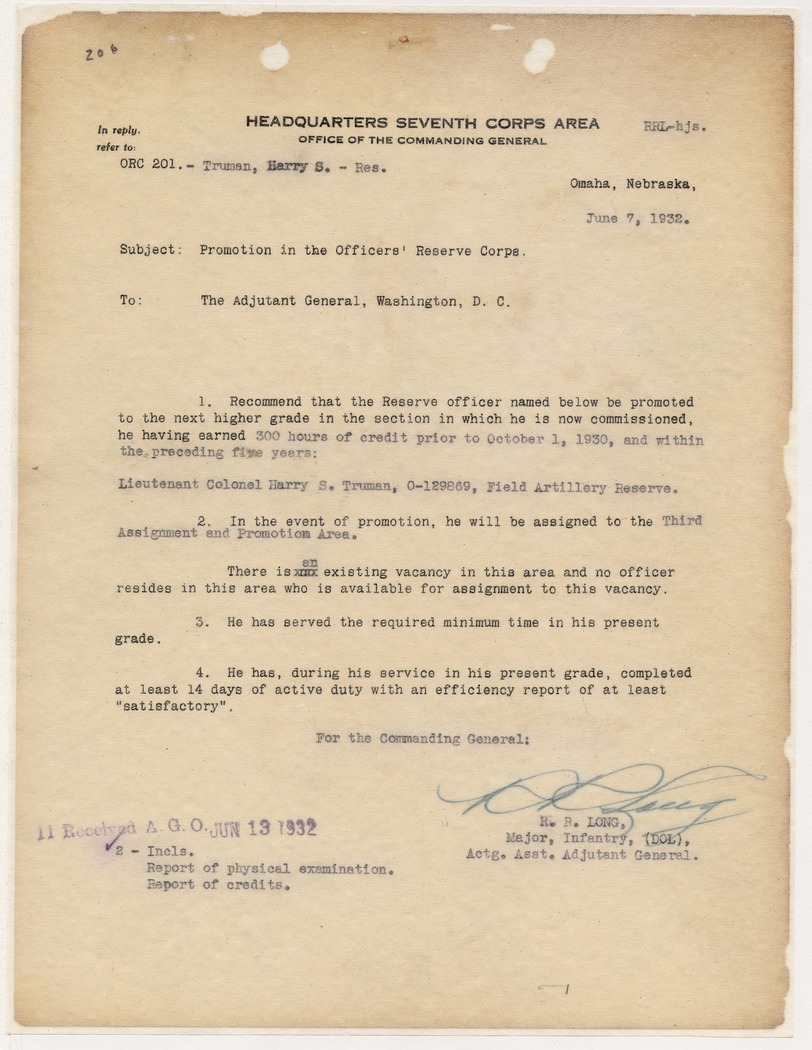 206
HEADQUARTERS SEVENTH CORPS AREA
OFFICE OF THE COMMANDING GENERAL
RRL-hjs.
In reply,
refer to:
ORC 201.- Truman, Harry S. - Res.
Omaha, Nebraska,
June 7, 1932.
Subject: Promotion in the Officers' Reserve Corps.
To: The Adjutant General, Washington, D. C.
1. Recommend that the Reserve officer named below be promoted
to the next higher grade in the section in which he is now commissioned,
he having earned 300 hours of credit prior to October 1, 1930, and within
the preceding five years:
Lieutenant Colonel Harry S. Truman, O-129869, Field Artillery Reserve.
2. In the event of promotion, he will be assigned to the Third
Assignment and Promotion Area.
an
There is xxx existing vacancy in this area and no officer
resides in this area who is available for assignment to this vacancy.
3. He has served the required minimum time in his present
grade.
4. He has, during his service in his present grade, completed
at least 14 days of active duty with an efficiency report of at least
"satisfactory".
For the Commanding General:
R R Long
R. R. LONG,
Major, Infantry, (DOL),
Actg. Asst. Adjutant General.
11 Received A. G. O. JUN 13 1932
2 - Incls.
Report of physical examination.
Report of credits.